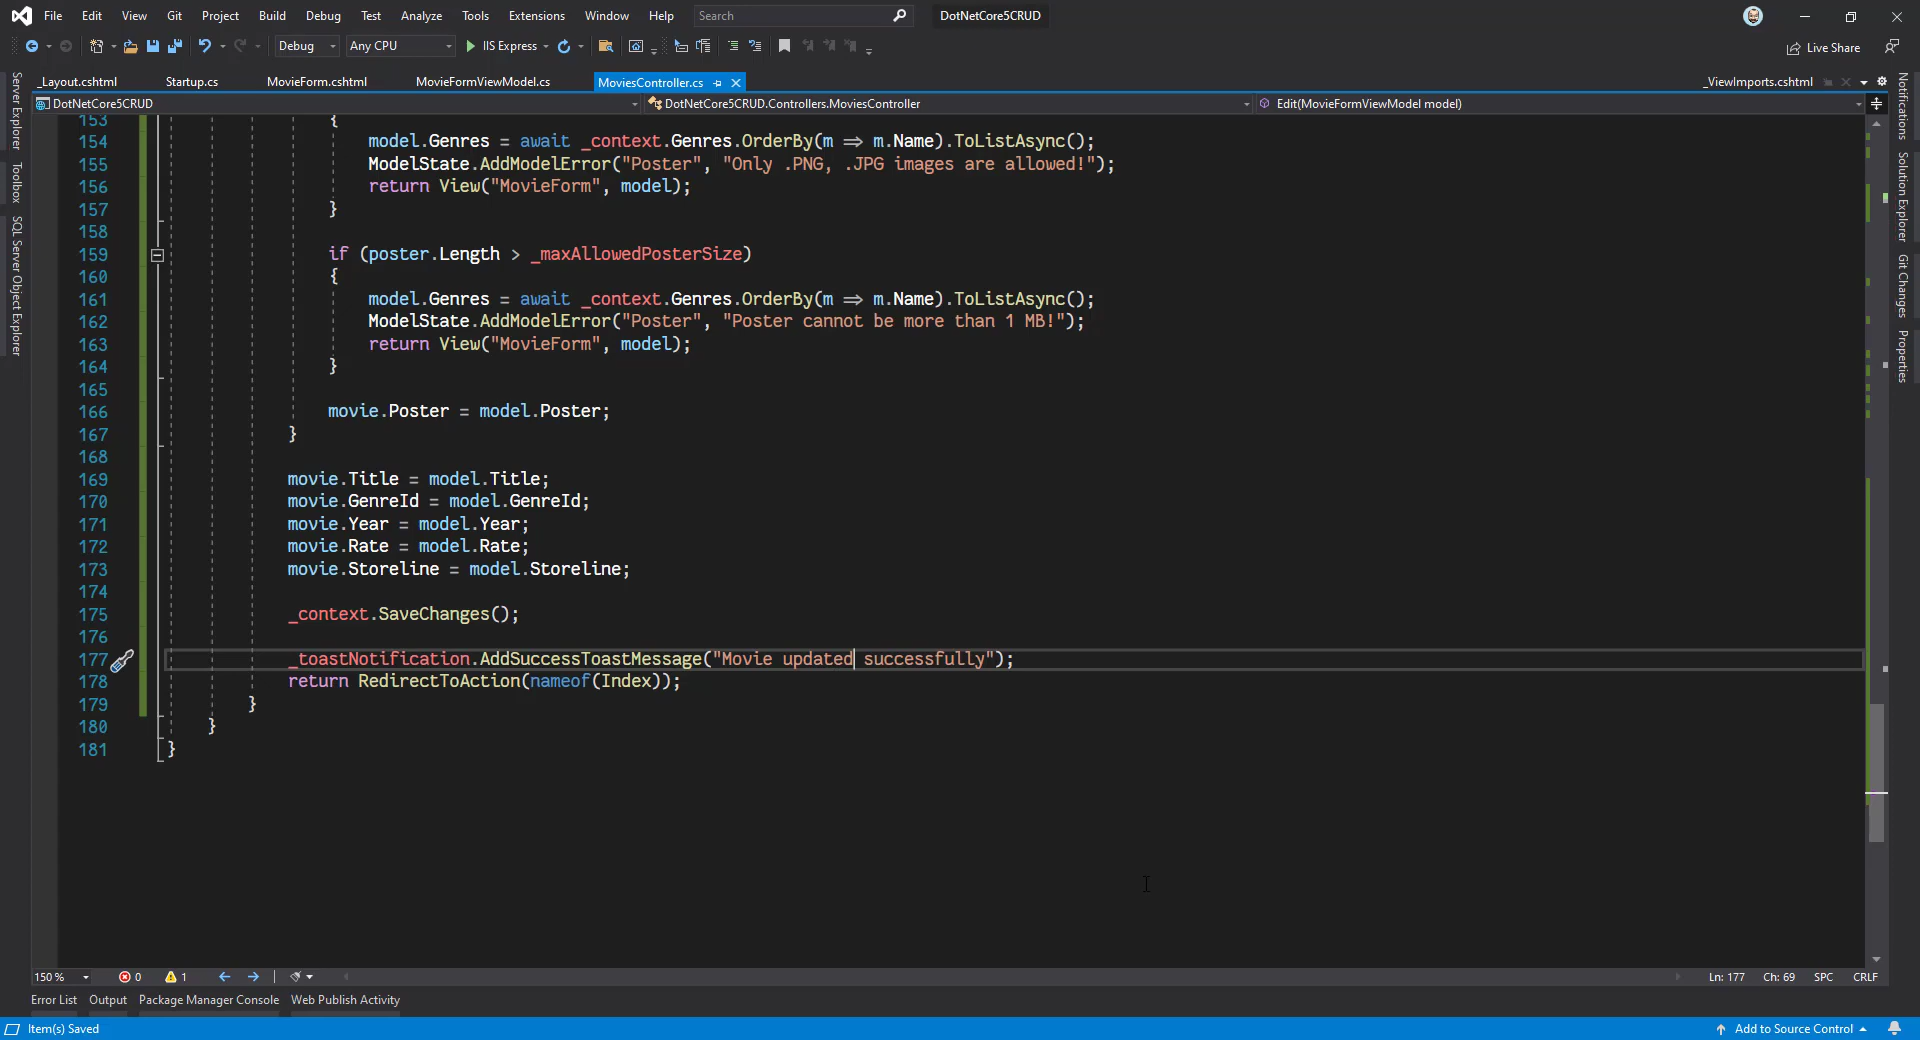 File Edit View Git Project Build Debug Test Analyze Tools Extensions Window Help Search DotNetCore5CRUD
Debug Any CPU IIS Express Live Share
_Layout.cshtml Startup.cs MovieForm.cshtml MovieFormViewModel.cs MoviesController.cs _ViewImports.cshtml
DotNetCore5CRUD DotNetCore5CRUD.Controllers.MoviesController Edit(MovieFormViewModel model)
Server Explorer
Toolbox
SQL Server Object Explorer
153 {
154 model.Genres = await _context.Genres.OrderBy(m => m.Name).ToListAsync();
155 ModelState.AddModelError("Poster", "Only .PNG, .JPG images are allowed!");
156 return View("MovieForm", model);
157 }
158
159 if (poster.Length > _maxAllowedPosterSize)
160 {
161 model.Genres = await _context.Genres.OrderBy(m => m.Name).ToListAsync();
162 ModelState.AddModelError("Poster", "Poster cannot be more than 1 MB!");
163 return View("MovieForm", model);
164 }
165
166 movie.Poster = model.Poster;
167 }
168
169 movie.Title = model.Title;
170 movie.GenreId = model.GenreId;
171 movie.Year = model.Year;
172 movie.Rate = model.Rate;
173 movie.Storeline = model.Storeline;
174
175 _context.SaveChanges();
176
177 _toastNotification.AddSuccessToastMessage("Movie updated successfully");
178 return RedirectToAction(nameof(Index));
179 }
180 }
181 }
Notifications
Solution Explorer
Git Changes
Properties
150 % 0 1 Ln: 177 Ch: 69 SPC CRLF
Error List Output Package Manager Console Web Publish Activity
Item(s) Saved Add to Source Control